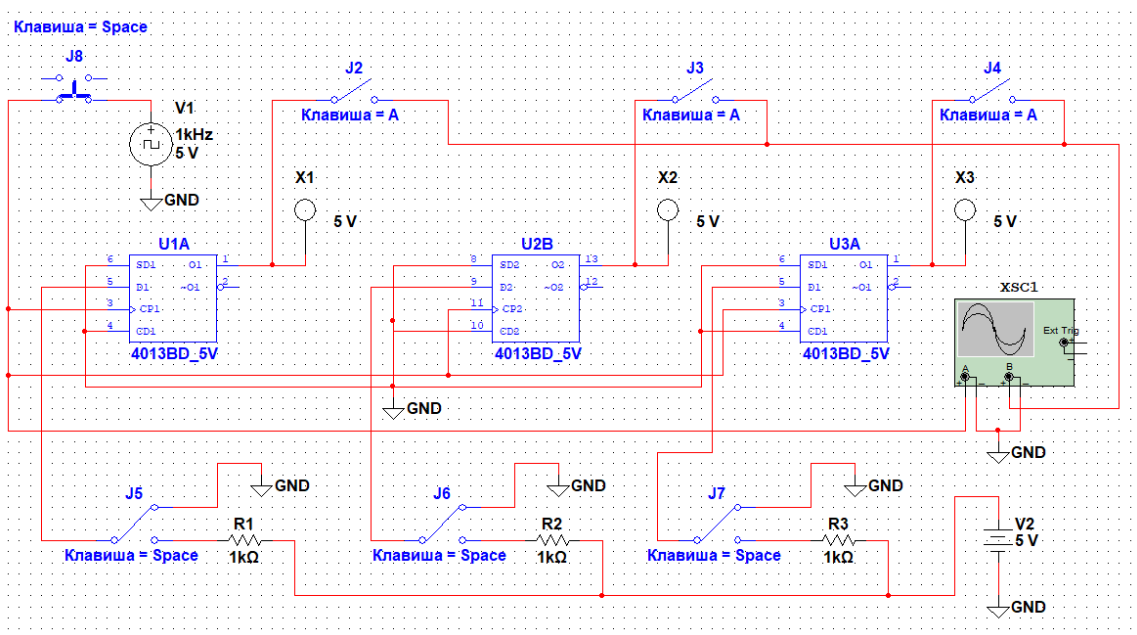 Клавиша = Space
J8
V1
1kHz
5 V
GND
J2
Клавиша = A
J3
Клавиша = A
J4
Клавиша = A
X1
5 V
X2
5 V
X3
5 V
U1A
6 SD1 O1 1
5 D1 ~O1 2
3 CP1
4 CD1
4013BD_5V
U2B
8 SD2 O2 13
9 D2 ~O2 12
11 CP2
10 CD2
4013BD_5V
U3A
6 SD1 O1 1
5 D1 ~O1 2
3 CP1
4 CD1
4013BD_5V
XSC1
Ext Trig
+
−
A
B
+ − + −
GND
GND
J5
GND
R1
Клавиша = Space
1kΩ
J6
GND
R2
Клавиша = Space
1kΩ
J7
GND
R3
Клавиша = Space
1kΩ
V2
5 V
GND